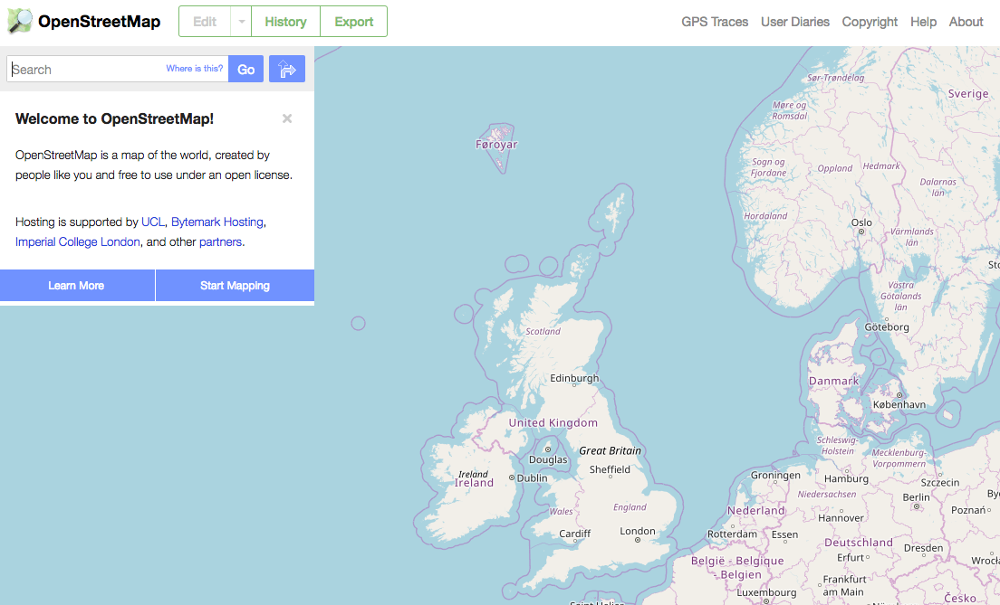 OpenStreetMap
Edit
History
Export
GPS Traces
User Diaries
Copyright
Help
About
Search
Where is this?
Go
Welcome to OpenStreetMap!
OpenStreetMap is a map of the world, created by
people like you and free to use under an open license.
Hosting is supported by UCL, Bytemark Hosting,
Imperial College London, and other partners.
Learn More
Start Mapping
Sør-Trøndelag
Sverige
Møre og
Romsdal
Føroyar
Sogn og
Fjordane
Oppland
Hedmark
Dalarnas
län
Hordaland
Oslo
Värmlands
län
Sto
Västra
Götalands
län
Scotland
Göteborg
Edinburgh
Danmark
København
United Kingdom
Great Britain
Douglas
Sheffield
Ireland
Ireland
Dublin
Schleswig-
Holstein
Mecklenburg-
Vorpommern
Groningen
Hamburg
Szczecin
Niedersachsen
Berlin
By
Poznań
Wales
England
Nederland
Hannover
Cardiff
London
Rotterdam
Essen
Deutschland
Dresden
België - Belgique
- Belgien
Erfurt
Wrocł
Frankfurt
am Main
Luxembourg
Česko
Saint Helier